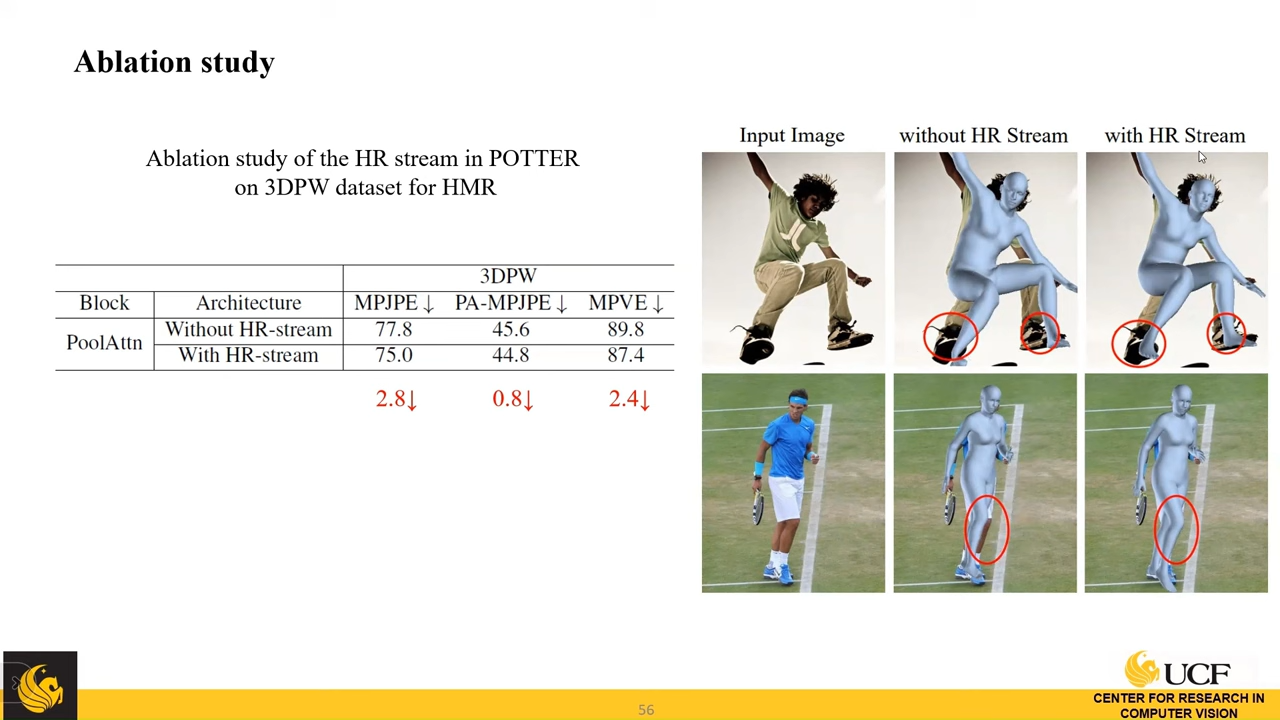 Ablation study
Ablation study of the HR stream in POTTER
on 3DPW dataset for HMR
3DPW
Block Architecture MPJPE ↓ PA-MPJPE ↓ MPVE ↓
PoolAttn
Without HR-stream 77.8 45.6 89.8
With HR-stream 75.0 44.8 87.4
2.8↓ 0.8↓ 2.4↓
Input Image without HR Stream with HR Stream
UCF
CENTER FOR RESEARCH IN
COMPUTER VISION
56